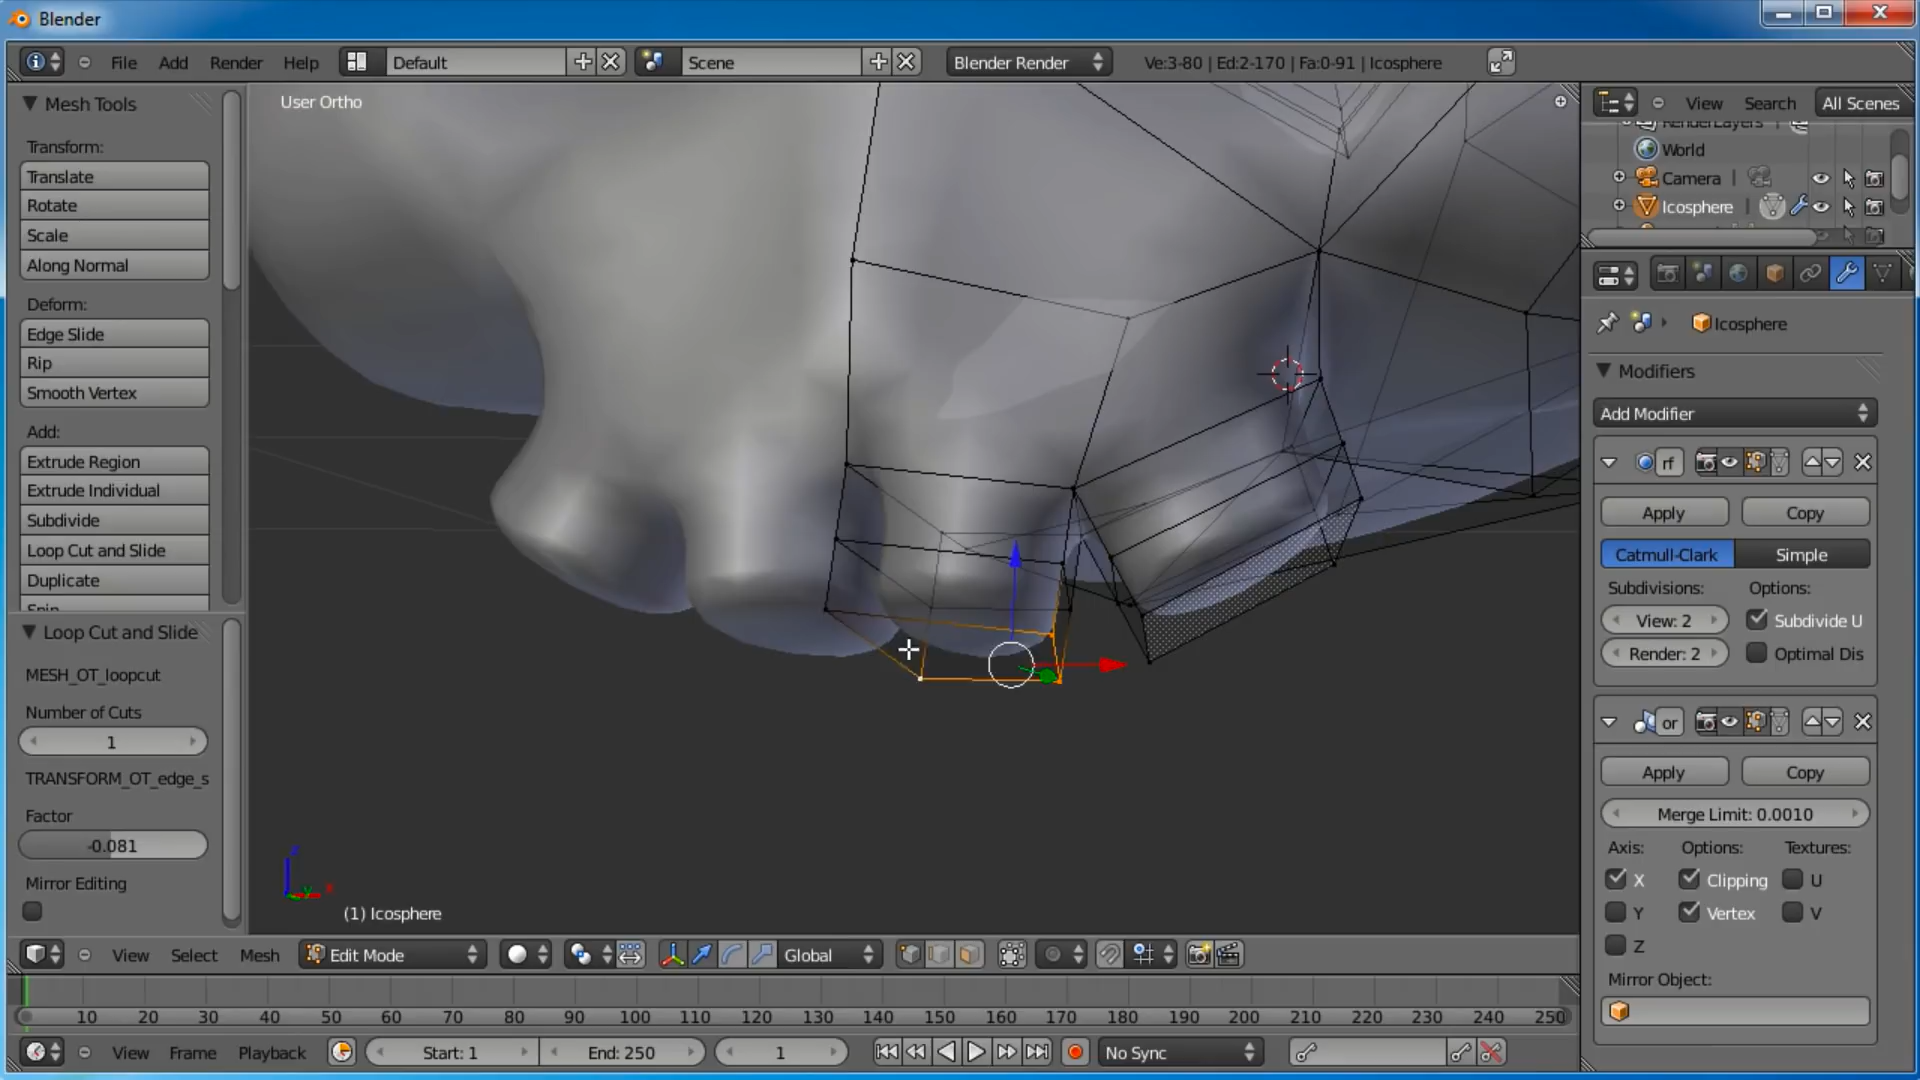 Blender
File Add Render Help Default Scene Blender Render Ve:3-80 | Ed:2-170 | Fa:0-91 | Icosphere
Mesh Tools
Transform:
Translate
Rotate
Scale
Along Normal
Deform:
Edge Slide
Rip
Smooth Vertex
Add:
Extrude Region
Extrude Individual
Subdivide
Loop Cut and Slide
Duplicate
Spin
Loop Cut and Slide
MESH_OT_loopcut
Number of Cuts
1
TRANSFORM_OT_edge_s
Factor
-0.081
Mirror Editing
User Ortho
z
y
x
(1) Icosphere
View Search All Scenes
RenderLayers
World
Camera
Icosphere
Icosphere
Modifiers
Add Modifier
rf
Apply Copy
Catmull-Clark Simple
Subdivisions: Options:
View: 2 Subdivide U
Render: 2 Optimal Dis
or
Apply Copy
Merge Limit: 0.0010
Axis: Options: Textures:
X Clipping U
Y Vertex V
Z
Mirror Object:
View Select Mesh Edit Mode Global
10 20 30 40 50 60 70 80 90 100 110 120 130 140 150 160 170 180 190 200 210 220 230 240 250
View Frame Playback Start: 1 End: 250 1 No Sync